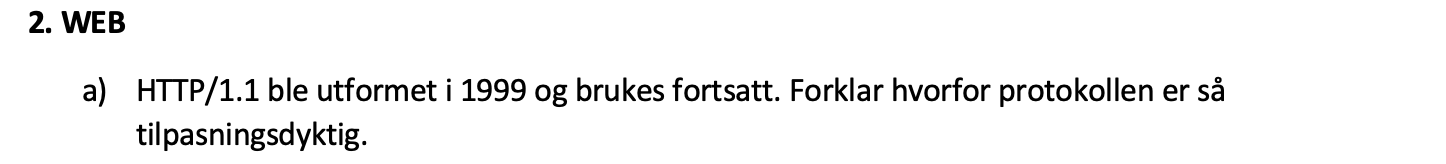 2. WEB
a) HTTP/1.1 ble utformet i 1999 og brukes fortsatt. Forklar hvorfor protokollen er så
tilpasningsdyktig.